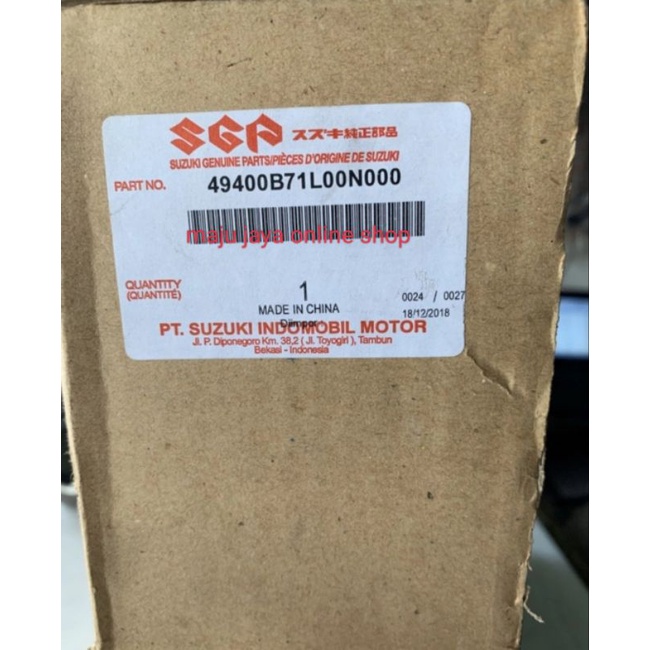 SGP スズキ純正部品
SUZUKI GENUINE PARTS/PIÈCES D'ORIGINE DE SUZUKI
PART NO. 49400B71L00N000
maju jaya online shop
QUANTITY 1
(QUANTITÉ)
MADE IN CHINA
0024 / 0027
Diimpor
18/12/2018
PT. SUZUKI INDOMOBIL MOTOR
Jl. P. Diponegoro Km. 38,2 ( Jl. Toyogiri ), Tambun
Bekasi - Indonesia